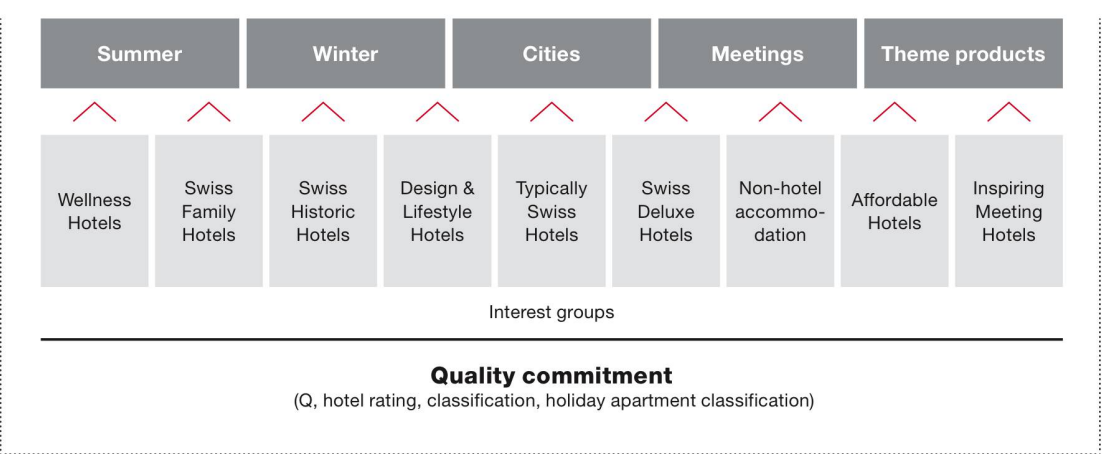 Summer
Winter
Cities
Meetings
Theme products
Wellness
Hotels
Swiss
Family
Hotels
Swiss
Historic
Hotels
Design &
Lifestyle
Hotels
Typically
Swiss
Hotels
Swiss
Deluxe
Hotels
Non-hotel
accommo-
dation
Affordable
Hotels
Inspiring
Meeting
Hotels
Interest groups
Quality commitment
(Q, hotel rating, classification, holiday apartment classification)